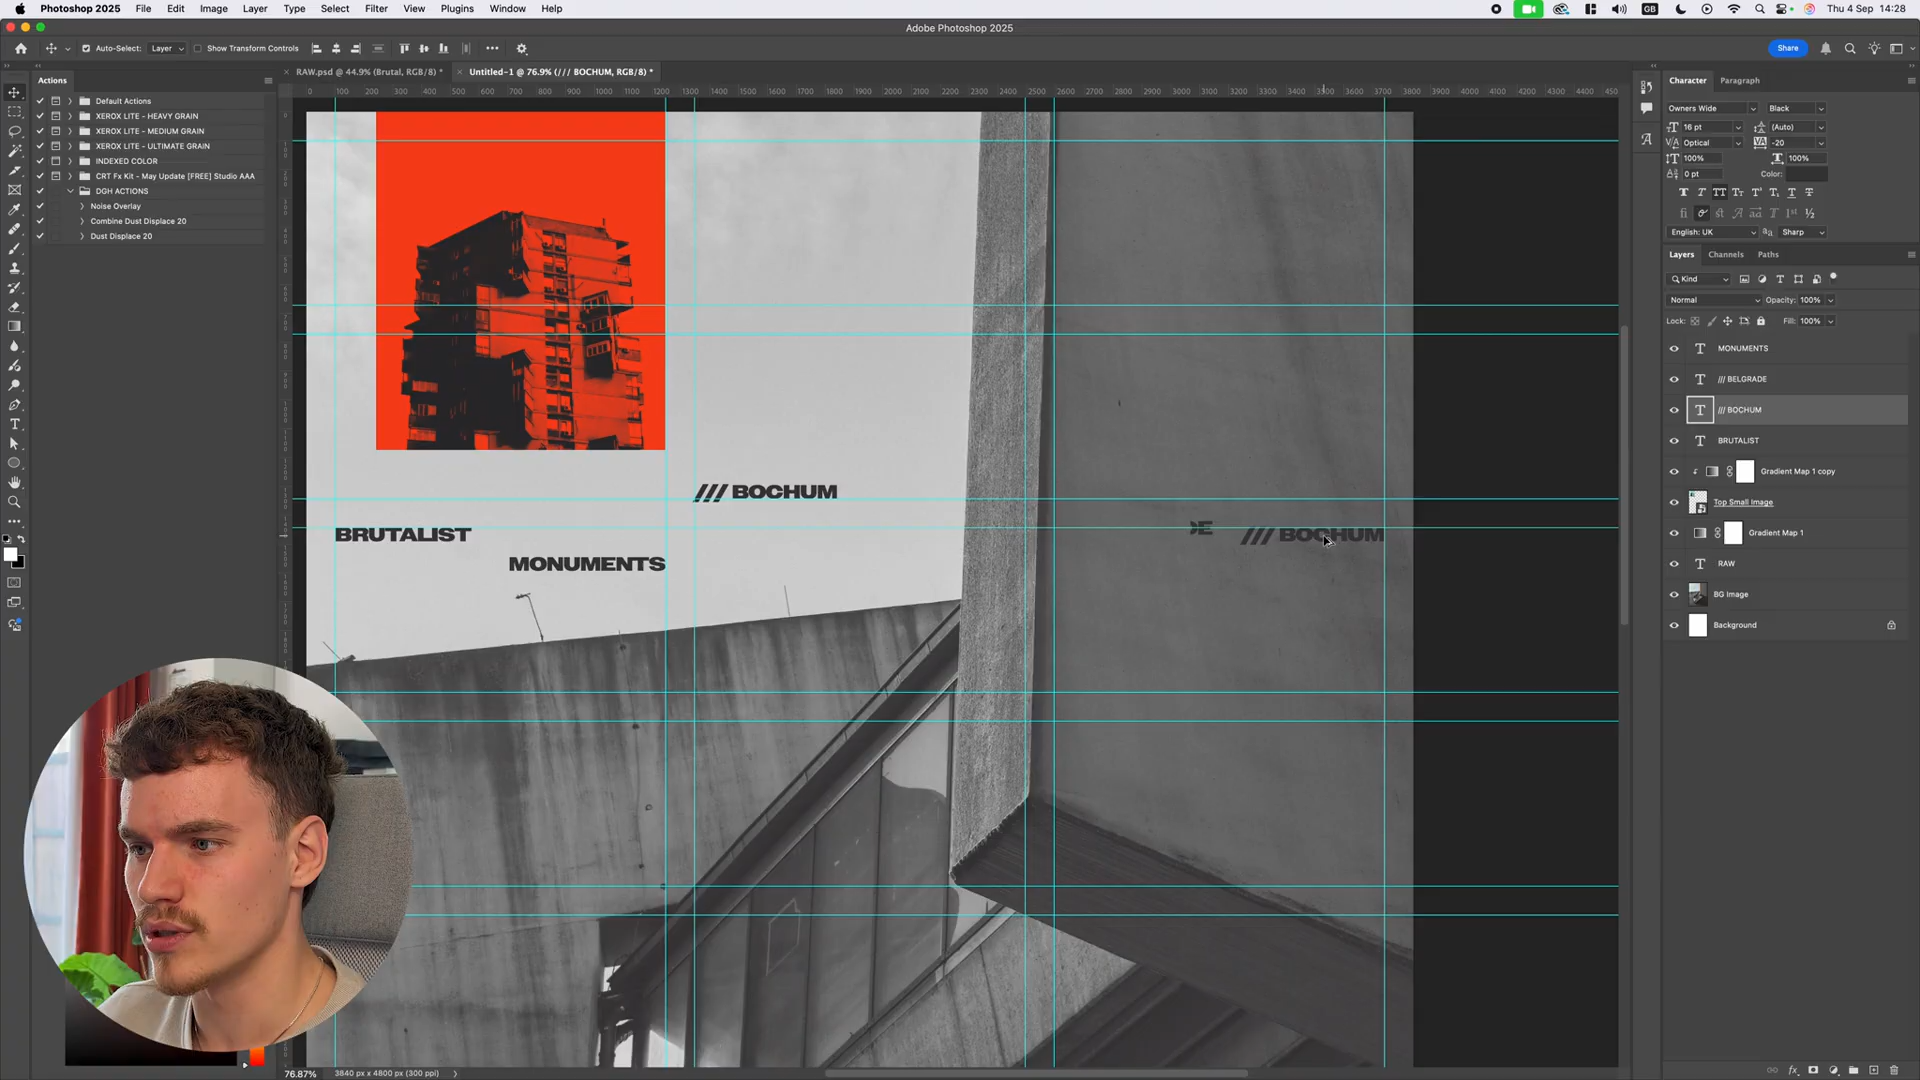 Photoshop 2025 File Edit Image Layer Type Select Filter View Plugins Window Help
GB Thu 4 Sep 14:28
Adobe Photoshop 2025
Auto-Select: Layer Show Transform Controls
Share
Actions
RAW.psd @ 44.9% (Brutal, RGB/8) *
Untitled-1 @ 76.9% (/// BOCHUM, RGB/8) *
Default Actions
XEROX LITE - HEAVY GRAIN
XEROX LITE - MEDIUM GRAIN
XEROX LITE - ULTIMATE GRAIN
INDEXED COLOR
CRT Fx Kit - May Update [FREE] Studio AAA
DGH ACTIONS
Noise Overlay
Combine Dust Displace 20
Dust Displace 20
/// BOCHUM
BRUTALIST
MONUMENTS
/// BOCHUM
Character Paragraph
Owners Wide Black
16 pt (Auto)
Optical -20
100% 100%
0 pt Color:
English: UK Sharp
Layers Channels Paths
Kind
Normal Opacity: 100%
Lock: Fill: 100%
MONUMENTS
/// BELGRADE
/// BOCHUM
BRUTALIST
Gradient Map 1 copy
Top Small Image
Gradient Map 1
RAW
BG Image
Background
76.87% 3840 px x 4800 px (300 ppi)